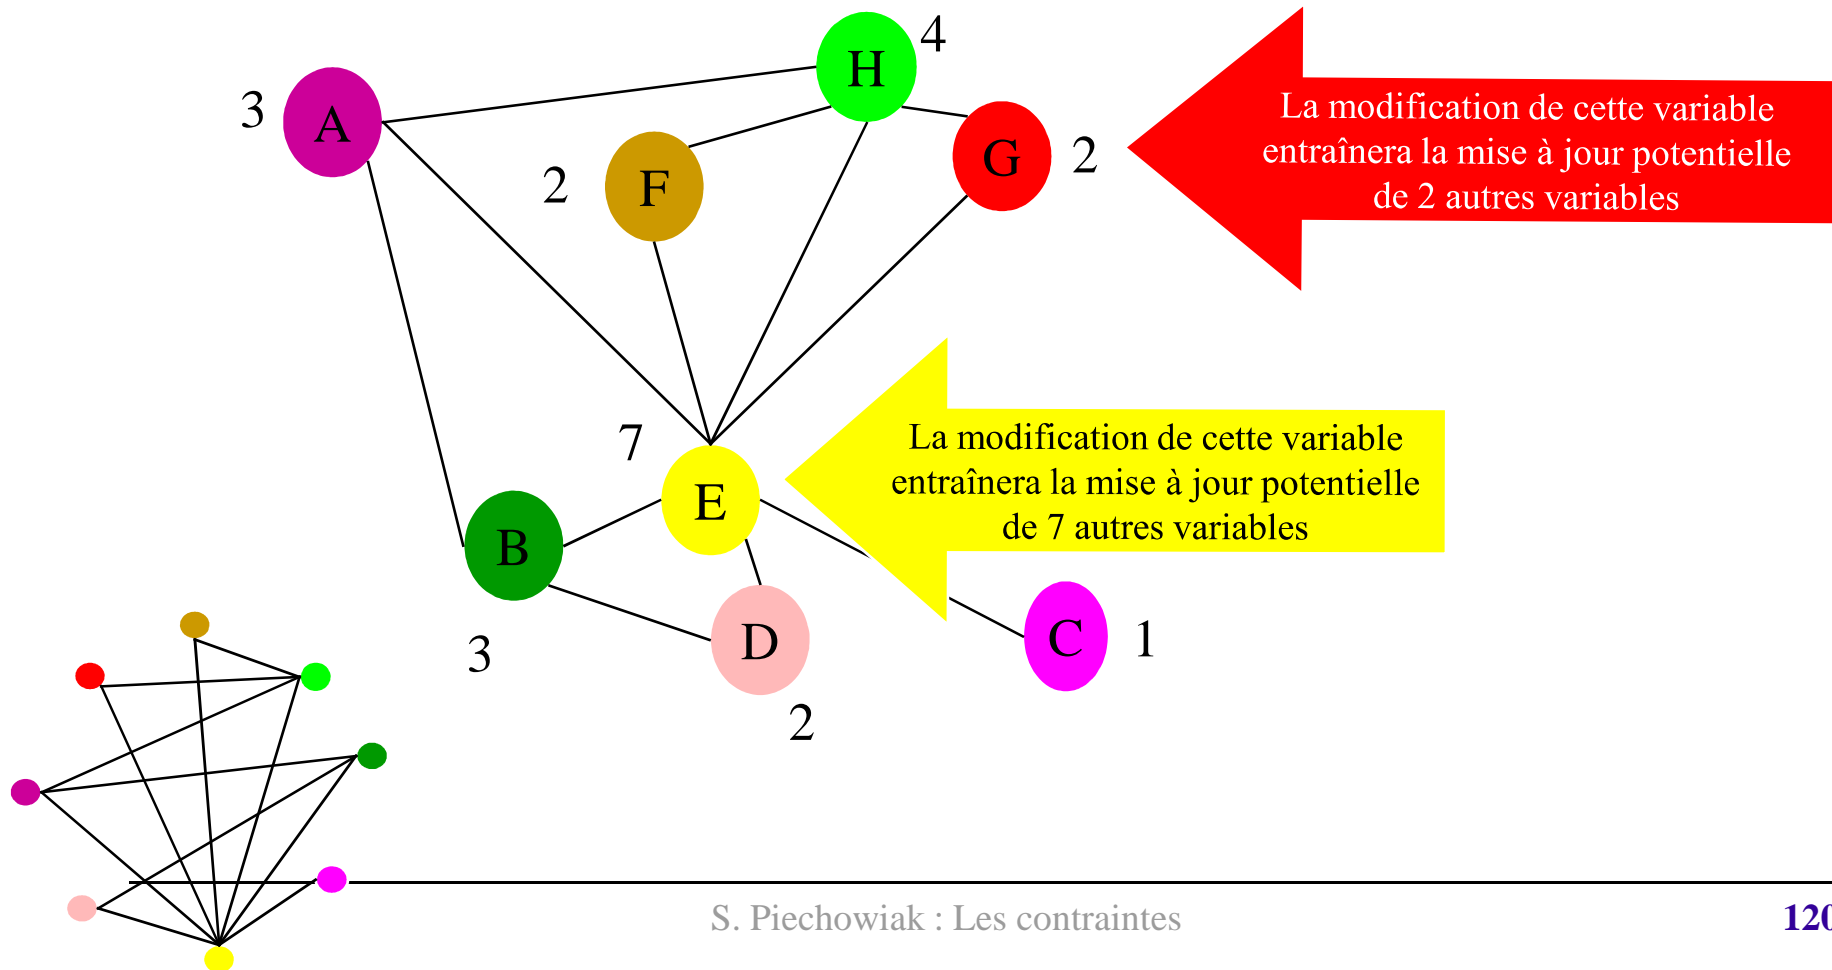 4
H
3
A
La modification de cette variable
entraînera la mise à jour potentielle
de 2 autres variables
G
2
2
F
7
La modification de cette variable
entraînera la mise à jour potentielle
de 7 autres variables
E
B
D
C
1
3
2
S. Piechowiak : Les contraintes
120